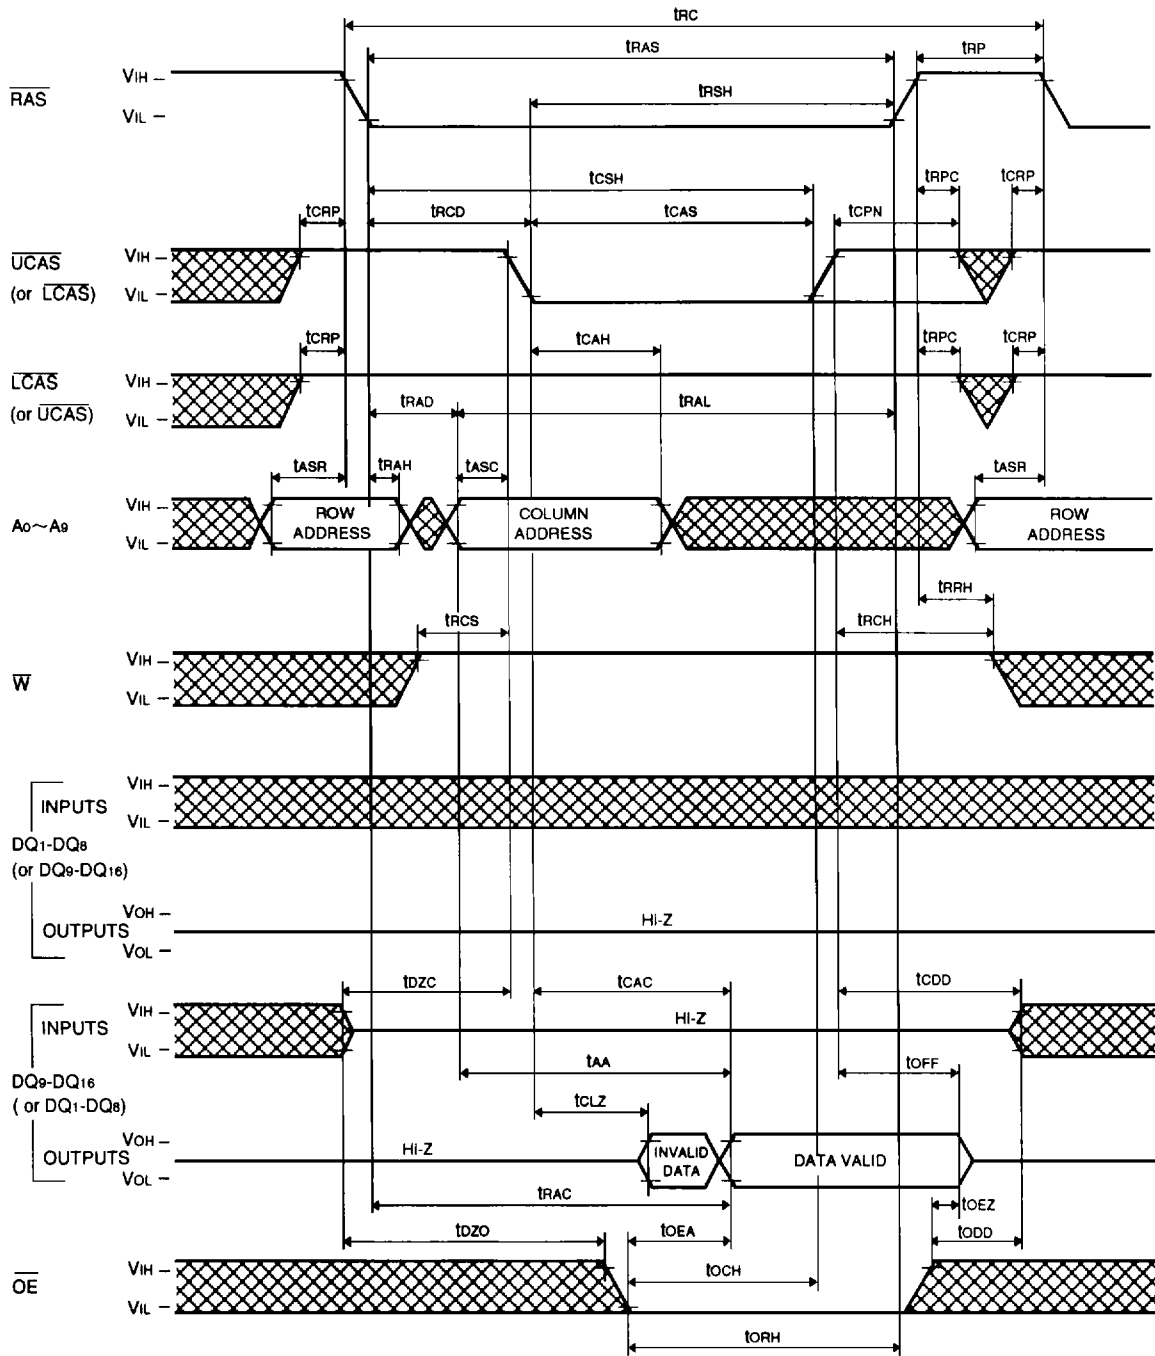 tRC
tRAS tRP
RAS VIH
VIL
tRSH
tCSH tRPC tCRP
tCRP tRCD tCAS tCPN
UCAS VIH
(or LCAS) VIL
tCRP tCAH tRPC tCRP
LCAS VIH
(or UCAS) VIL
tRAD tRAL
tASR tRAH tASC tASR
A0~A9 VIH
VIL
ROW ADDRESS
COLUMN ADDRESS
ROW ADDRESS
tRRH
tRCS tRCH
W VIH
VIL
INPUTS VIH
VIL
DQ1-DQ8
(or DQ9-DQ16)
OUTPUTS VOH
VOL
HI-Z
tDZC tCAC tCDD
INPUTS VIH
VIL
HI-Z
tAA tOFF
DQ9-DQ16
( or DQ1-DQ8)
tCLZ
OUTPUTS VOH
VOL
HI-Z
INVALID DATA
DATA VALID
tRAC tOEZ
tDZO tOEA tODD
OE VIH
VIL
tOCH
tORH